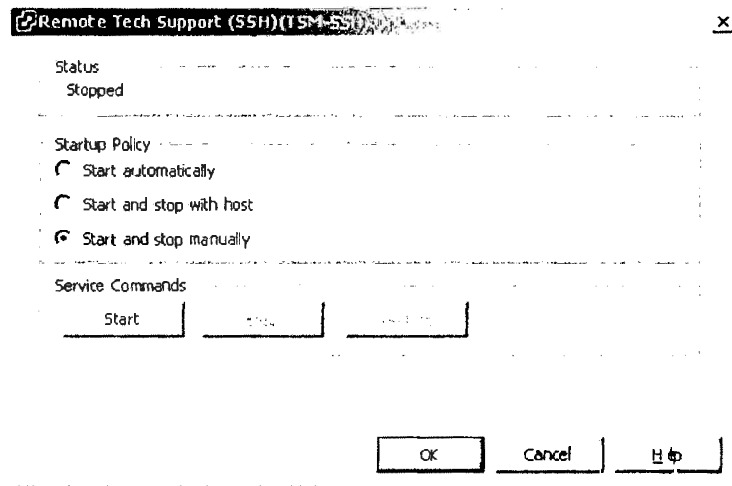 Remote Tech Support (SSH)(TSM-SSH)
Status
Stopped
Startup Policy
Start automatically
Start and stop with host
Start and stop manually
Service Commands
Start
OK
Cancel
Help